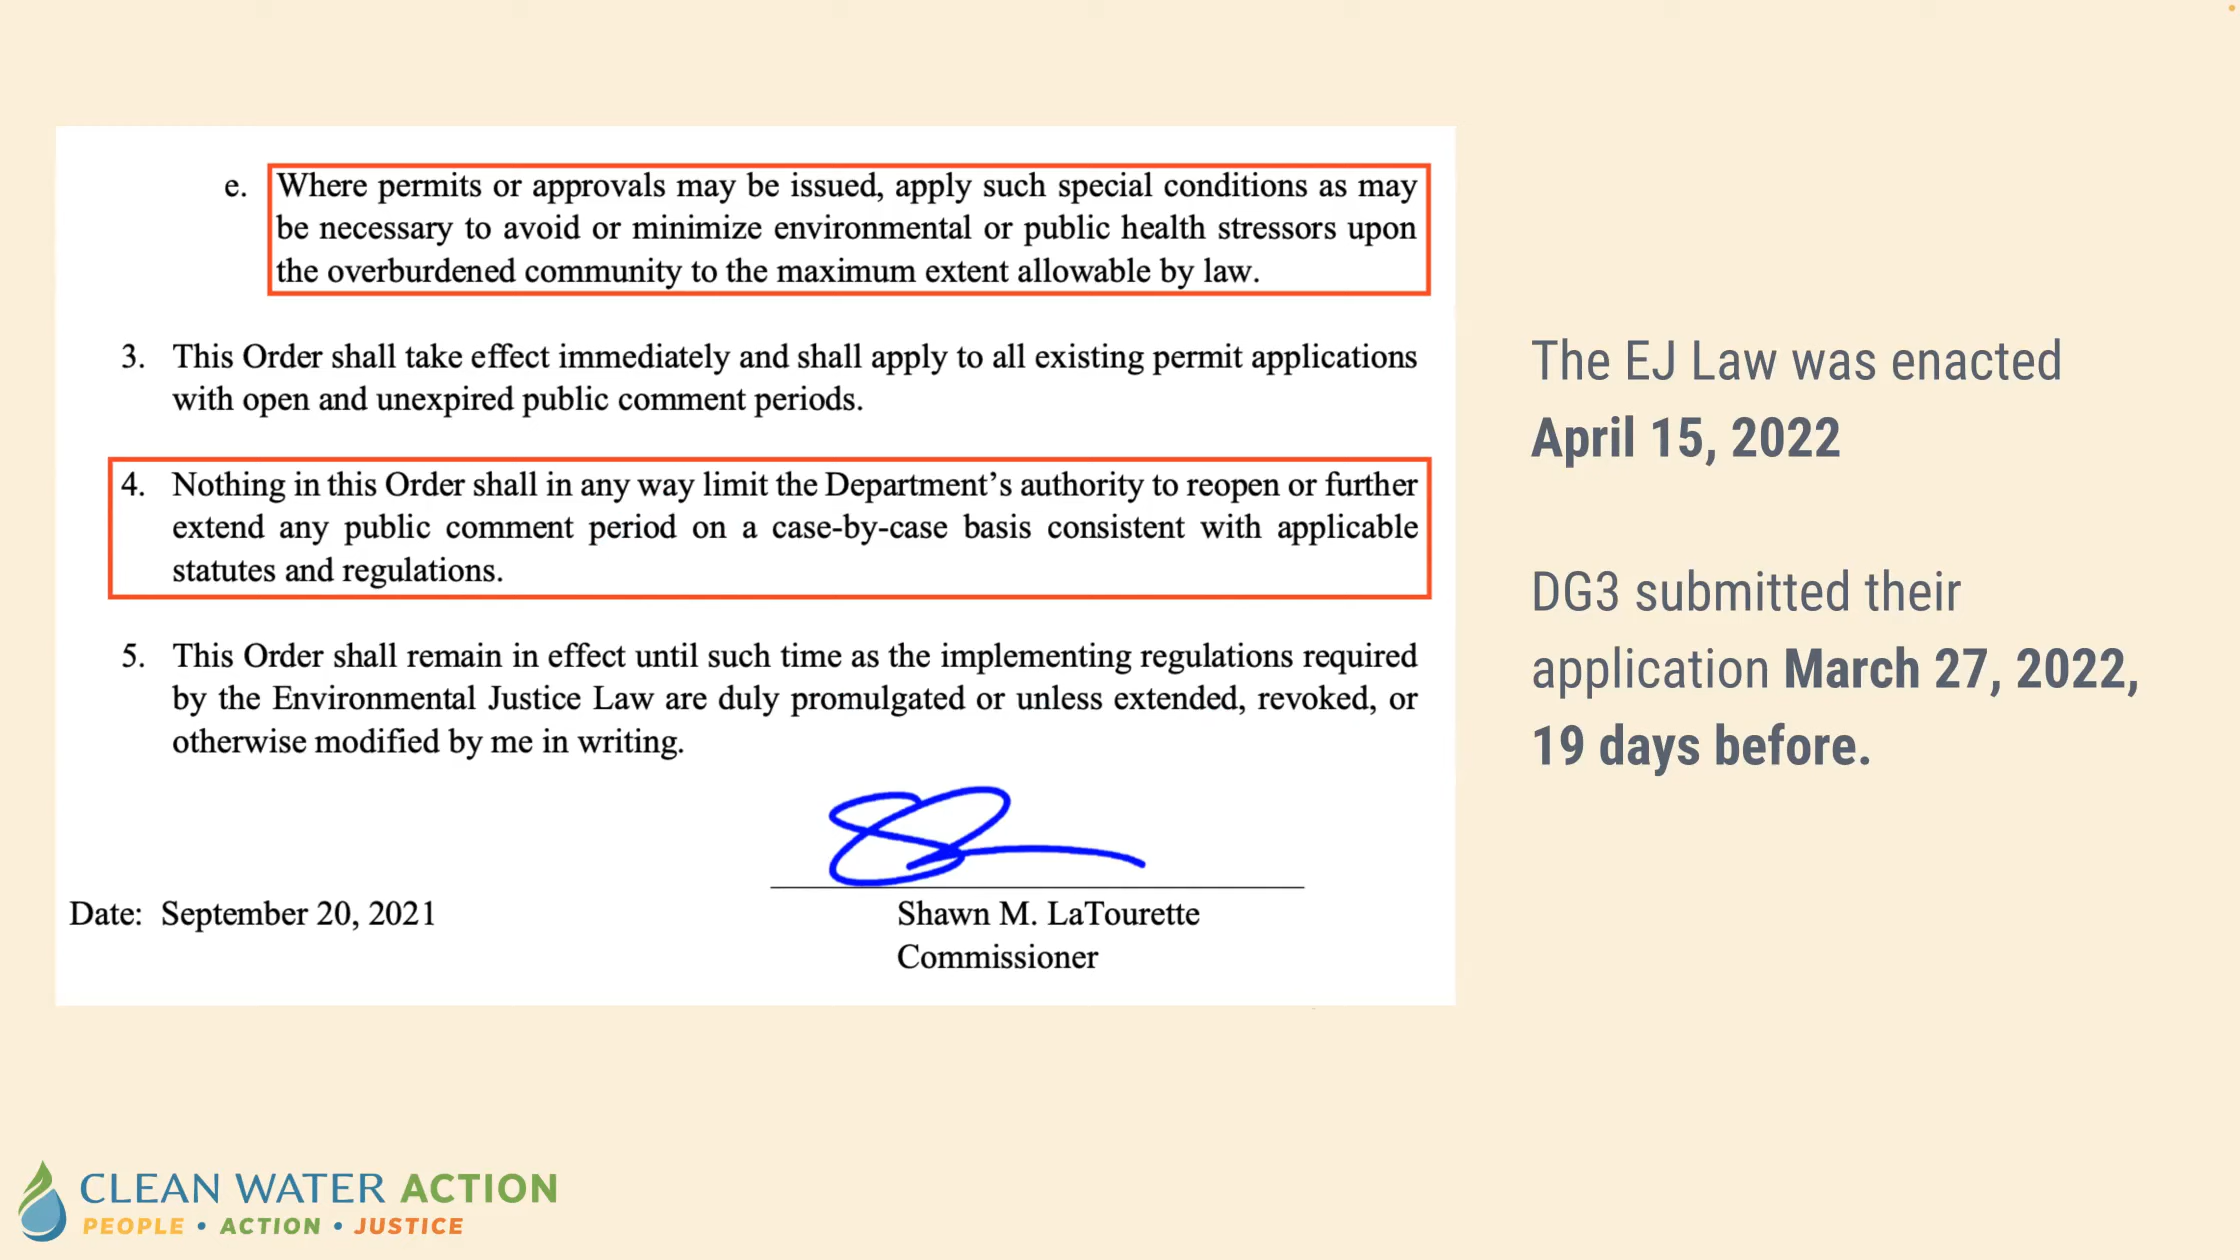 e. Where permits or approvals may be issued, apply such special conditions as may
be necessary to avoid or minimize environmental or public health stressors upon
the overburdened community to the maximum extent allowable by law.
3. This Order shall take effect immediately and shall apply to all existing permit applications
with open and unexpired public comment periods.
4. Nothing in this Order shall in any way limit the Department’s authority to reopen or further
extend any public comment period on a case-by-case basis consistent with applicable
statutes and regulations.
5. This Order shall remain in effect until such time as the implementing regulations required
by the Environmental Justice Law are duly promulgated or unless extended, revoked, or
otherwise modified by me in writing.
Date: September 20, 2021
Shawn M. LaTourette
Commissioner
The EJ Law was enacted
April 15, 2022
DG3 submitted their
application March 27, 2022,
19 days before.
CLEAN WATER ACTION
PEOPLE • ACTION • JUSTICE